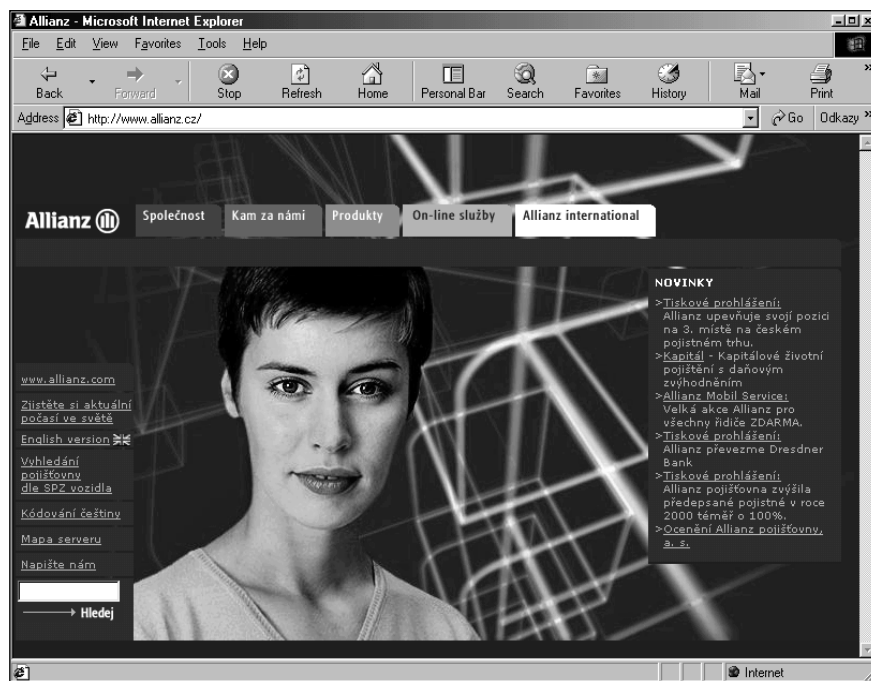 Allianz - Microsoft Internet Explorer
File Edit View Favorites Tools Help
Back Forward Stop Refresh Home Personal Bar Search Favorites History Mail Print »
Address http://www.allianz.cz/ Go Odkazy »
Allianz Společnost Kam za námi Produkty On-line služby Allianz international
NOVINKY
>Tiskové prohlášení:
Allianz upevňuje svojí pozici
na 3. místě na českém
pojistném trhu.
>Kapitál - Kapitálové životní
pojištění s daňovým
zvýhodněním
>Allianz Mobil Service:
Velká akce Allianz pro
všechny řidiče ZDARMA.
>Tiskové prohlášení:
Allianz převezme Dresdner
Bank
>Tiskové prohlášení:
Allianz pojišťovna zvýšila
předepsané pojistné v roce
2000 téměř o 100%.
>Ocenění Allianz pojišťovny,
a. s.
www.allianz.com
Zjistěte si aktuální
počasí ve světě
English version
Vyhledání
pojišťovny
dle SPZ vozidla
Kódování češtiny
Mapa serveru
Napište nám
Hledej
Internet